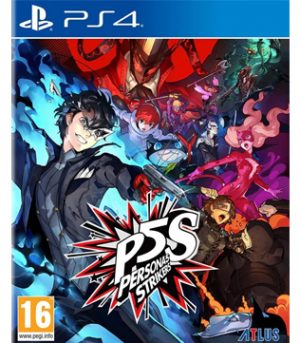 PS4
P5S
PERSONA5
STRIKERS
16
www.pegi.info
ATLUS